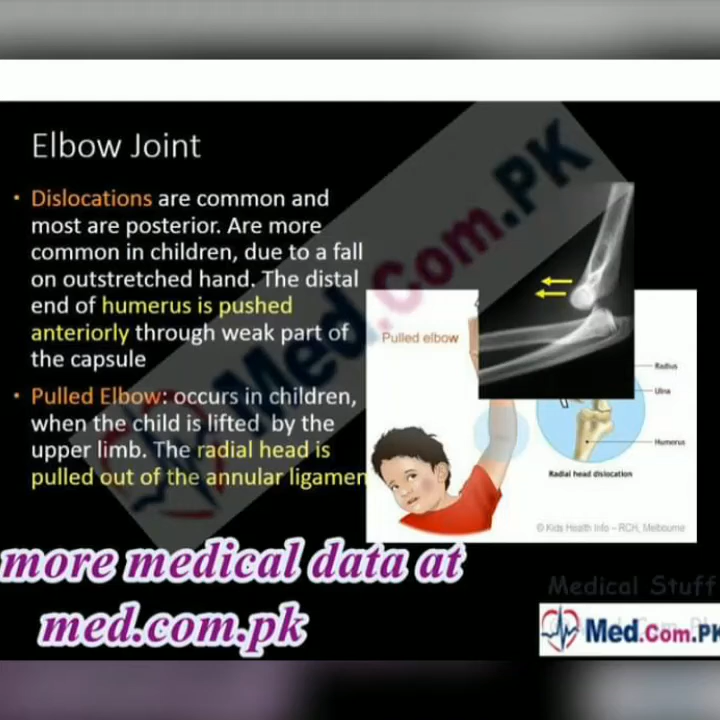 Elbow Joint
• Dislocations are common and
most are posterior. Are more
common in children, due to a fall
on outstretched hand. The distal
end of humerus is pushed
anteriorly through weak part of
the capsule
• Pulled Elbow: occurs in children,
when the child is lifted by the
upper limb. The radial head is
pulled out of the annular ligamen
Med.Com.PK
Pulled elbow
Radius
Ulna
Humerus
Radial head dislocation
© Kids Health Info – RCH, Melbourne
more medical data at
med.com.pk
Medical Stuff
Med.Com.PK